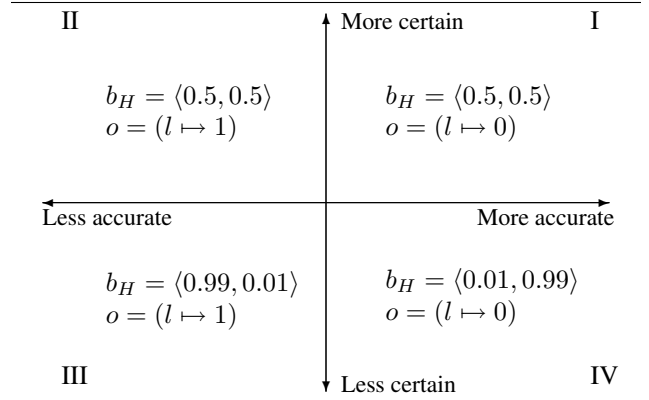 II
More certain
I
b_H = ⟨0.5, 0.5⟩
o = (l ↦ 1)
b_H = ⟨0.5, 0.5⟩
o = (l ↦ 0)
Less accurate
More accurate
b_H = ⟨0.99, 0.01⟩
o = (l ↦ 1)
b_H = ⟨0.01, 0.99⟩
o = (l ↦ 0)
III
Less certain
IV